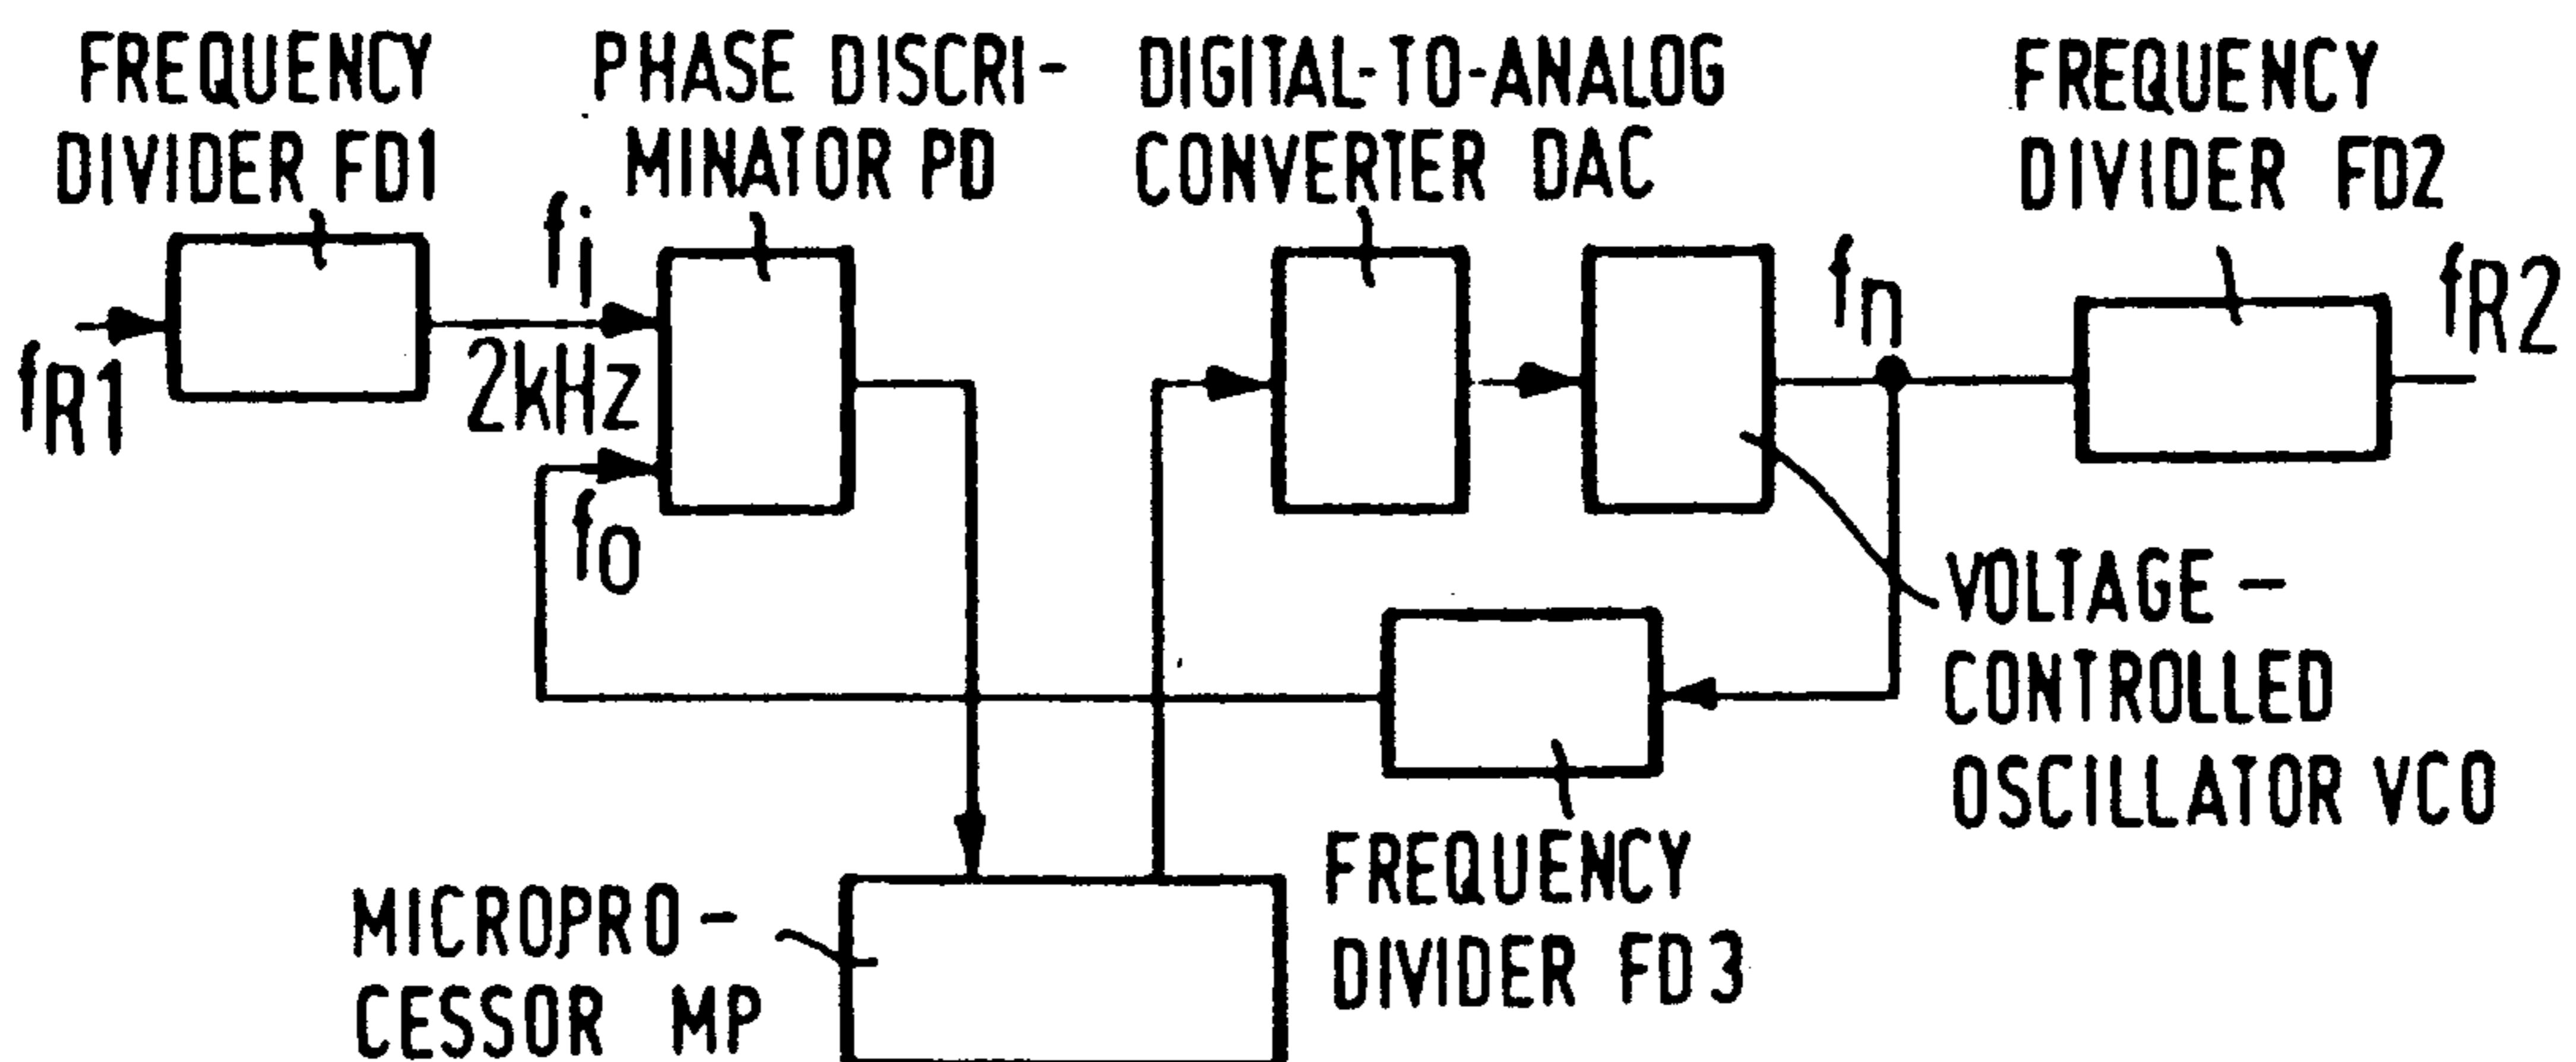 FREQUENCY
DIVIDER FD1
PHASE DISCRI-
MINATOR PD
DIGITAL-TO-ANALOG
CONVERTER DAC
FREQUENCY
DIVIDER FD2
fi
fn
fR2
fR1
2kHz
fo
VOLTAGE-
CONTROLLED
OSCILLATOR VCO
FREQUENCY
DIVIDER FD3
MICROPRO-
CESSOR MP